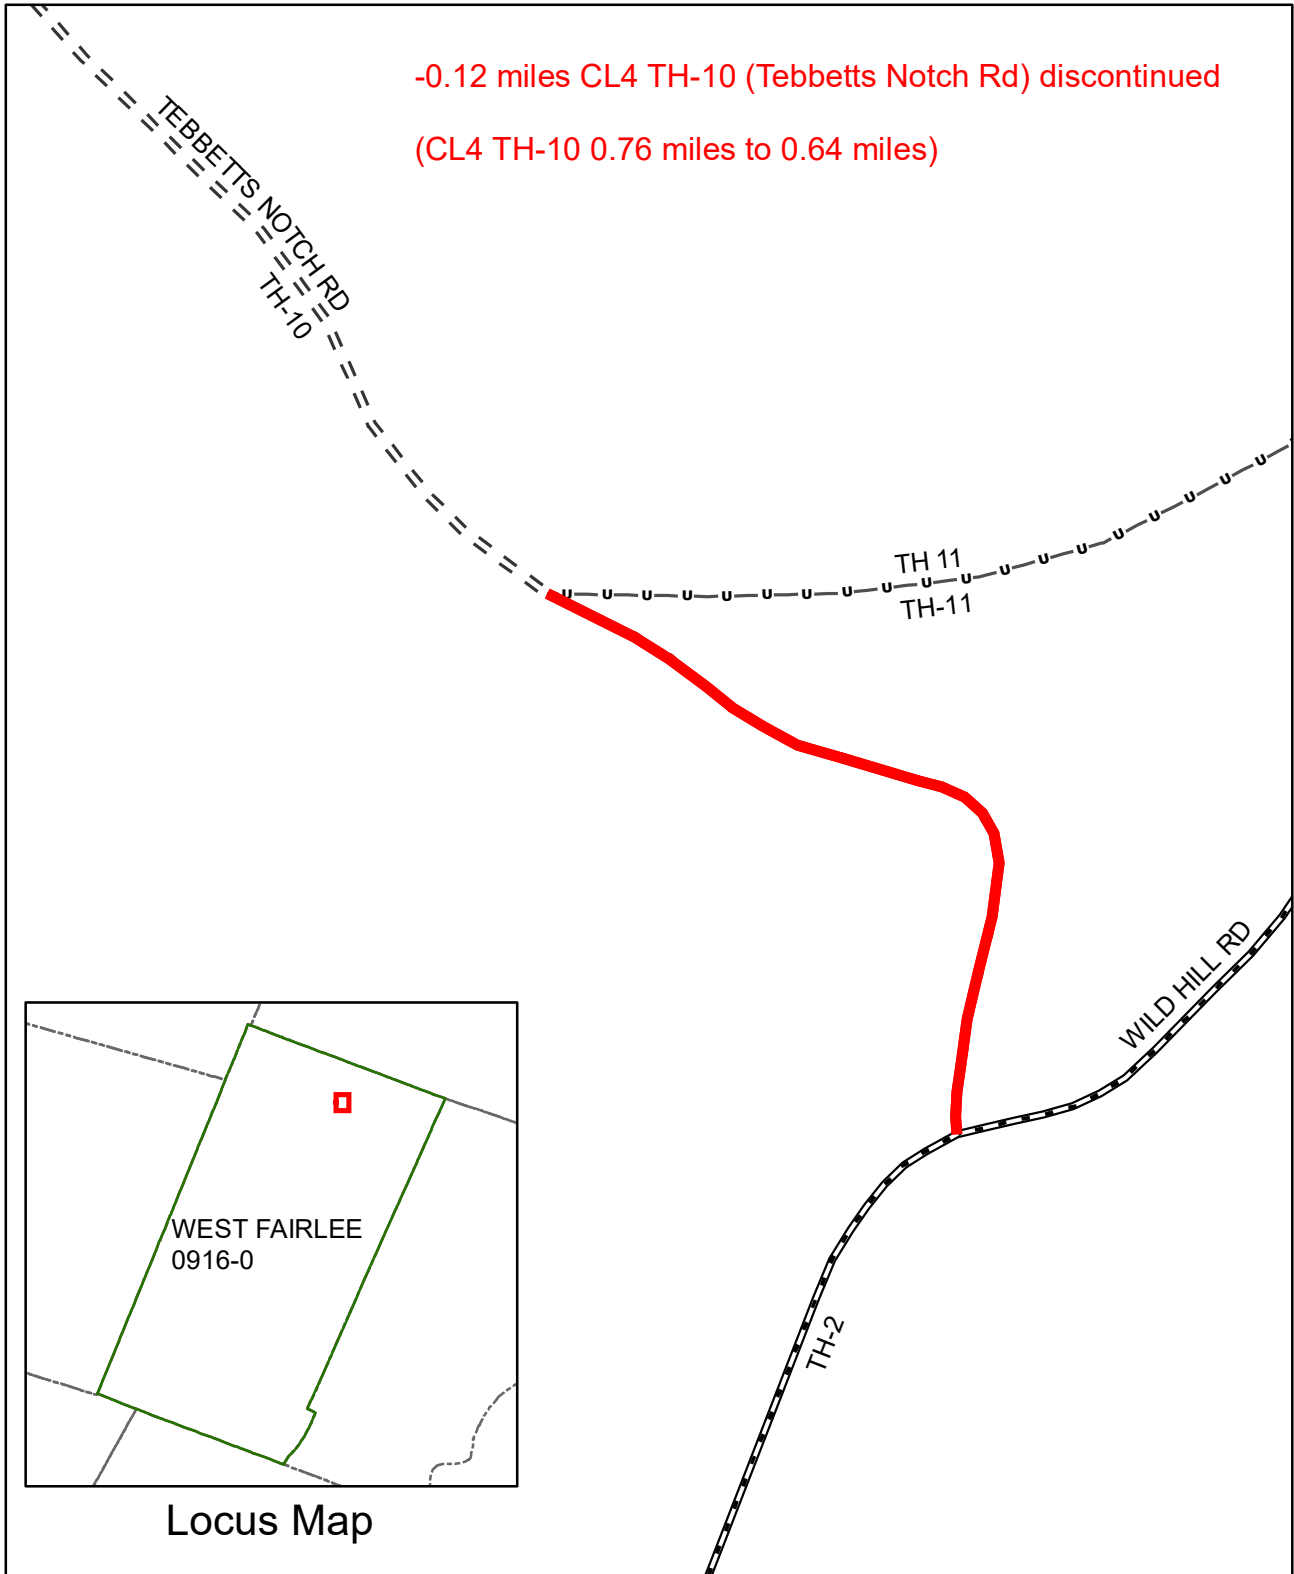 -0.12 miles CL4 TH-10 (Tebbetts Notch Rd) discontinued
(CL4 TH-10 0.76 miles to 0.64 miles)
TEBBETTS NOTCH RD
TH-10
TH 11
U U U U U U U U U U U U U U U U U U U
TH-11
WILD HILL RD
TH-2
WEST FAIRLEE
0916-0
Locus Map